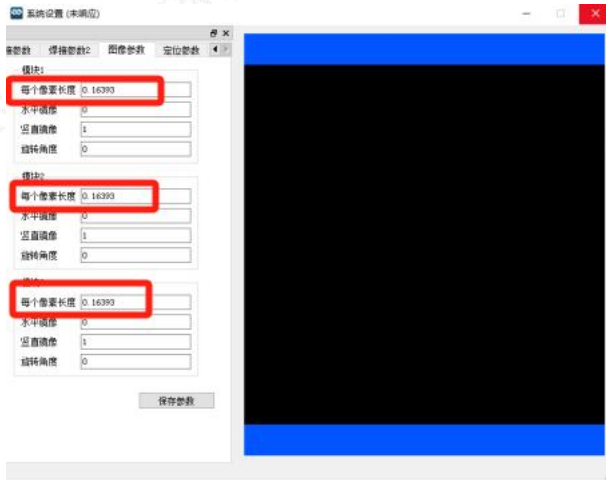 系统设置 (未响应)
焊接参数2 图像参数 定位参数
模块1
每个像素长度 0.16393
水平镜像 0
竖直镜像 1
旋转角度 0
模块2
每个像素长度 0.16393
水平镜像 0
竖直镜像 1
旋转角度 0
每个像素长度 0.16393
水平镜像 0
竖直镜像 1
旋转角度 0
保存参数